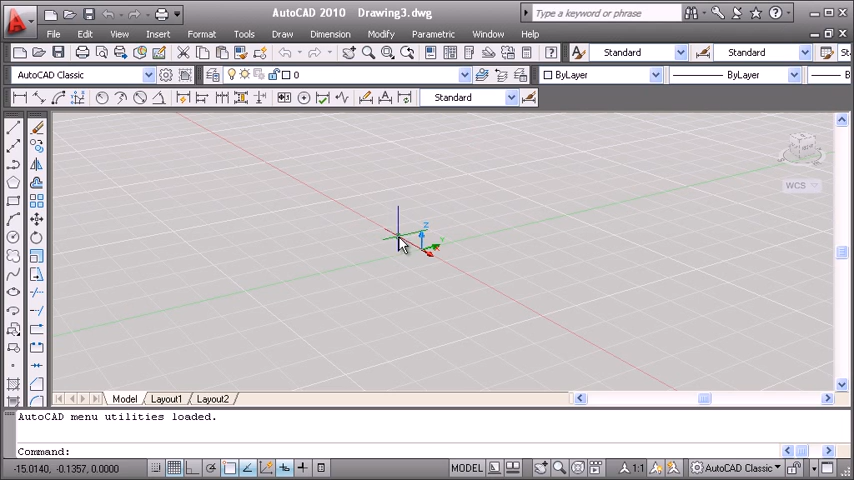 AutoCAD 2010 Drawing3.dwg
Type a keyword or phrase
File Edit View Insert Format Tools Draw Dimension Modify Parametric Window Help
Standard Standard
AutoCAD Classic 0 ByLayer ByLayer
Standard
WCS
Z
Y
Model Layout1 Layout2
AutoCAD menu utilities loaded.
Command:
-15.0140, -0.1357, 0.0000 MODEL 1:1 AutoCAD Classic